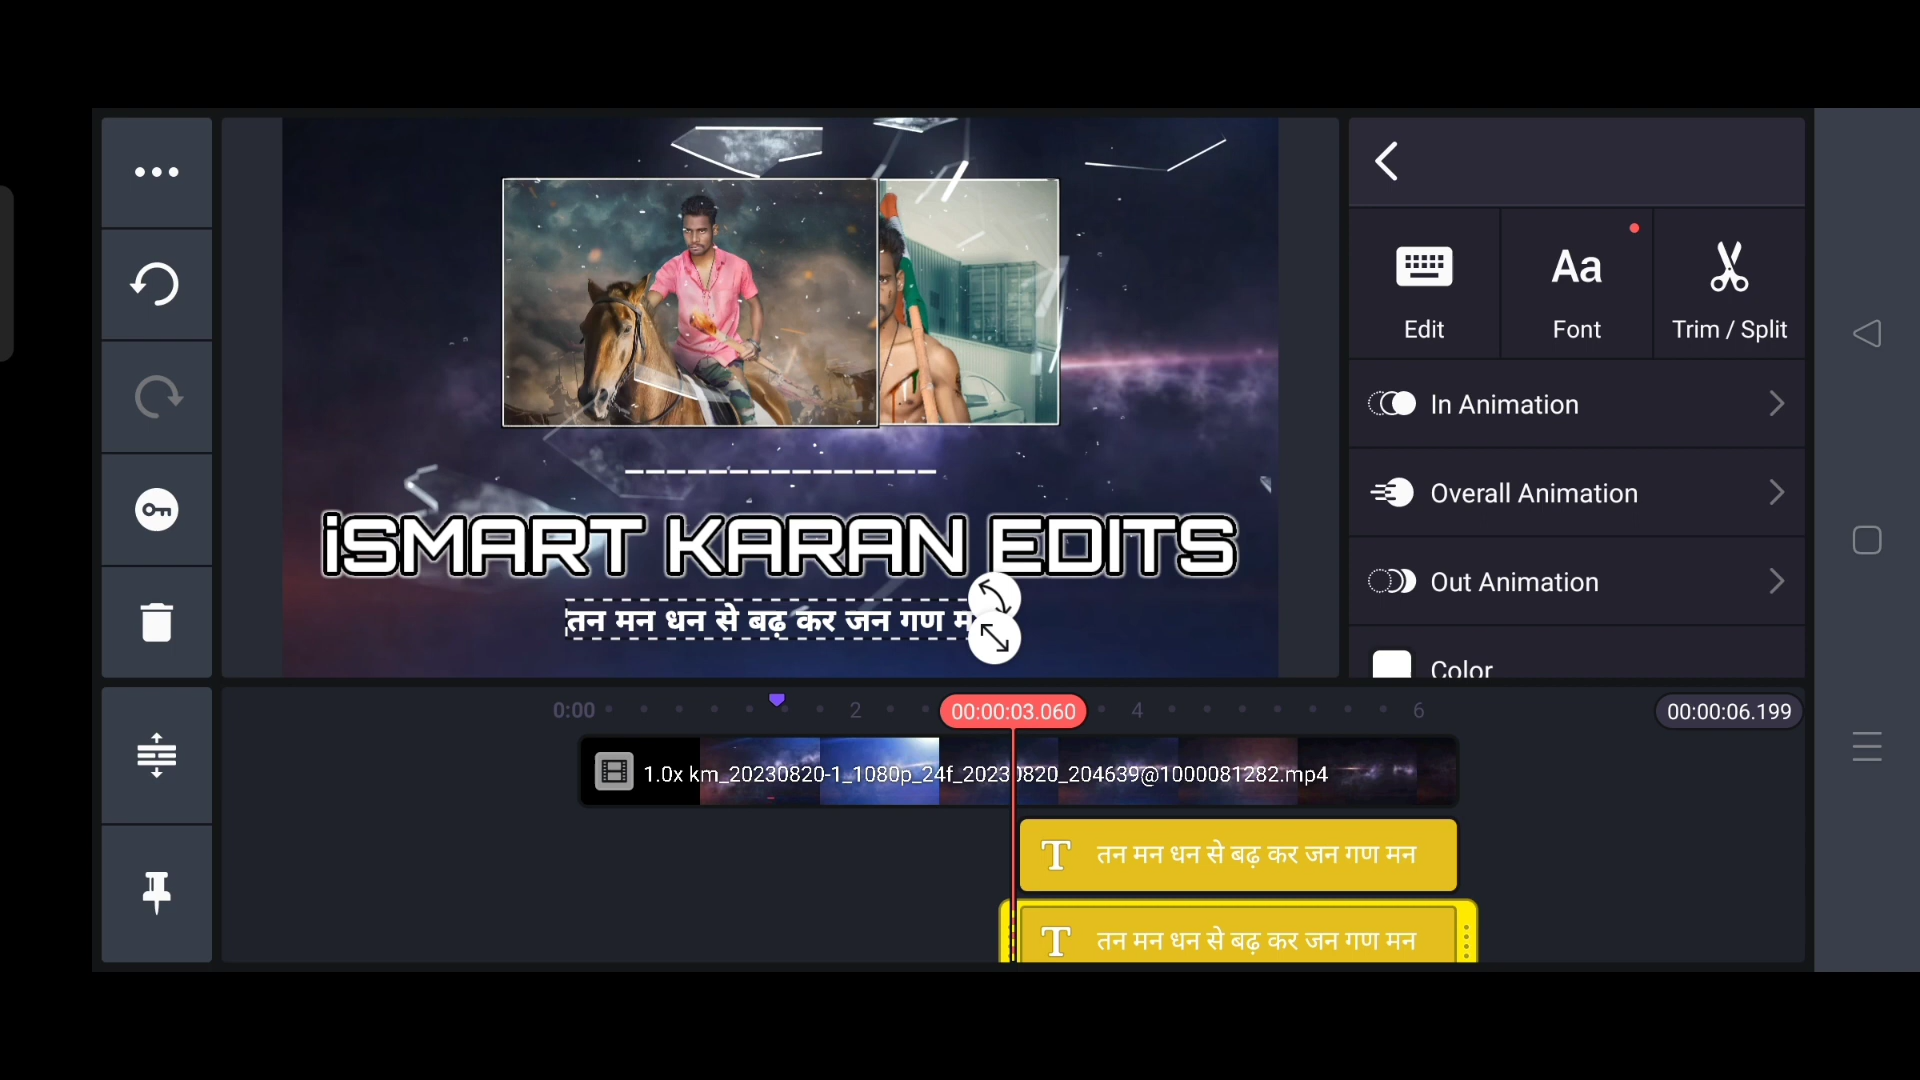 Edit
Font
Trim / Split
In Animation
Overall Animation
Out Animation
Color
iSMART KARAN EDITS
तन मन धन से बढ़ कर जन गण म
0:00
2
00:00:03.060
4
6
00:00:06.199
1.0x km_20230820-1_1080p_24f_20230820_204639@1000081282.mp4
T तन मन धन से बढ़ कर जन गण मन
T तन मन धन से बढ़ कर जन गण मन